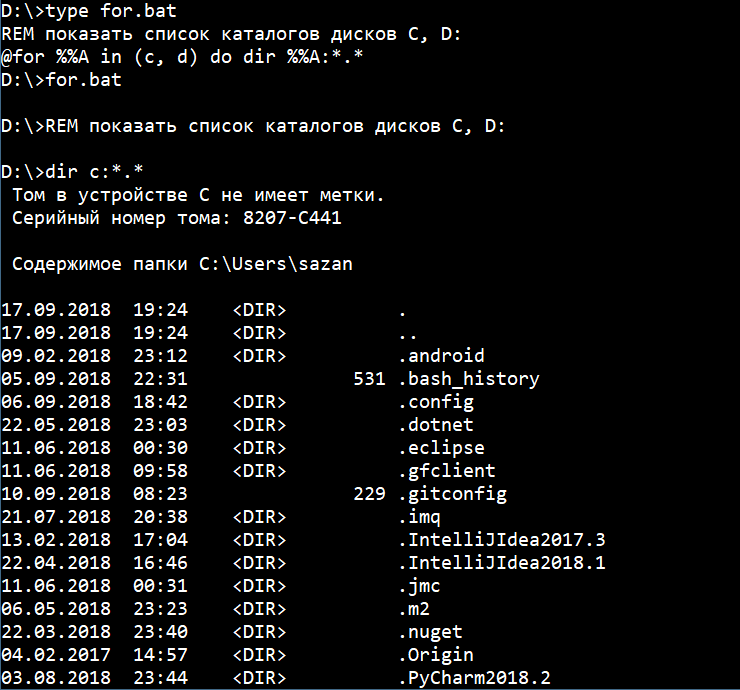 D:\>type for.bat
REM показать список каталогов дисков C, D:
@for %%A in (c, d) do dir %%A:*.*
D:\>for.bat
D:\>REM показать список каталогов дисков C, D:
D:\>dir c:*.*
Том в устройстве C не имеет метки.
Серийный номер тома: 8207-C441
Содержимое папки C:\Users\sazan
17.09.2018  19:24    <DIR>          .
17.09.2018  19:24    <DIR>          ..
09.02.2018  23:12    <DIR>          .android
05.09.2018  22:31               531 .bash_history
06.09.2018  18:42    <DIR>          .config
22.05.2018  23:03    <DIR>          .dotnet
11.06.2018  00:30    <DIR>          .eclipse
11.06.2018  09:58    <DIR>          .gfclient
10.09.2018  08:23               229 .gitconfig
21.07.2018  20:38    <DIR>          .imq
13.02.2018  17:04    <DIR>          .IntelliJIdea2017.3
22.04.2018  16:46    <DIR>          .IntelliJIdea2018.1
11.06.2018  00:31    <DIR>          .jmc
06.05.2018  23:23    <DIR>          .m2
22.03.2018  23:40    <DIR>          .nuget
04.02.2017  14:57    <DIR>          .Origin
03.08.2018  23:44    <DIR>          .PyCharm2018.2